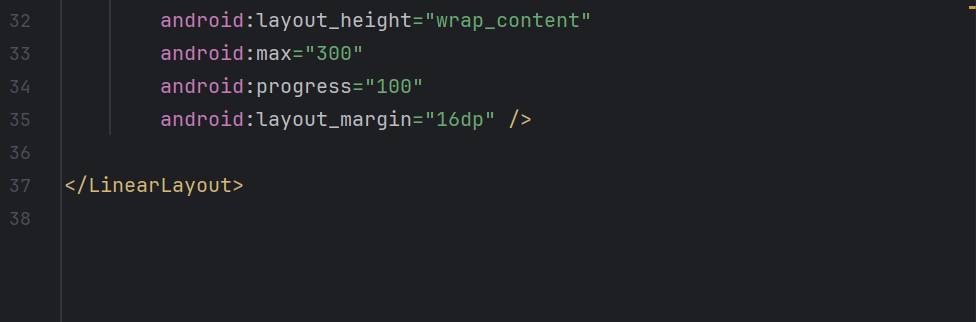 32 android:layout_height="wrap_content"
33 android:max="300"
34 android:progress="100"
35 android:layout_margin="16dp" />
36
37 </LinearLayout>
38